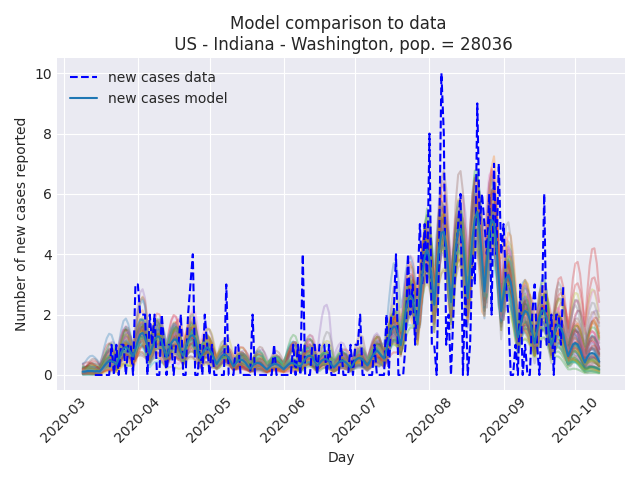 Model comparison to data
US - Indiana - Washington, pop. = 28036
new cases data
new cases model
Number of new cases reported
10
8
6
4
2
0
2020-03
2020-04
2020-05
2020-06
2020-07
2020-08
2020-09
2020-10
Day